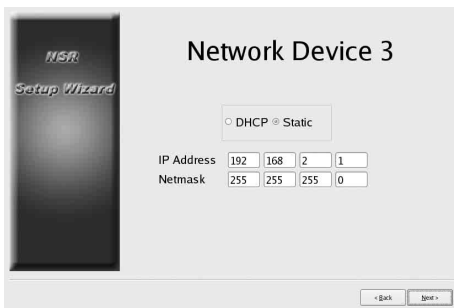 NSR
Setup Wizard
Network Device 3
DHCP Static
IP Address 192 168 2 1
Netmask 255 255 255 0
< Back Next >